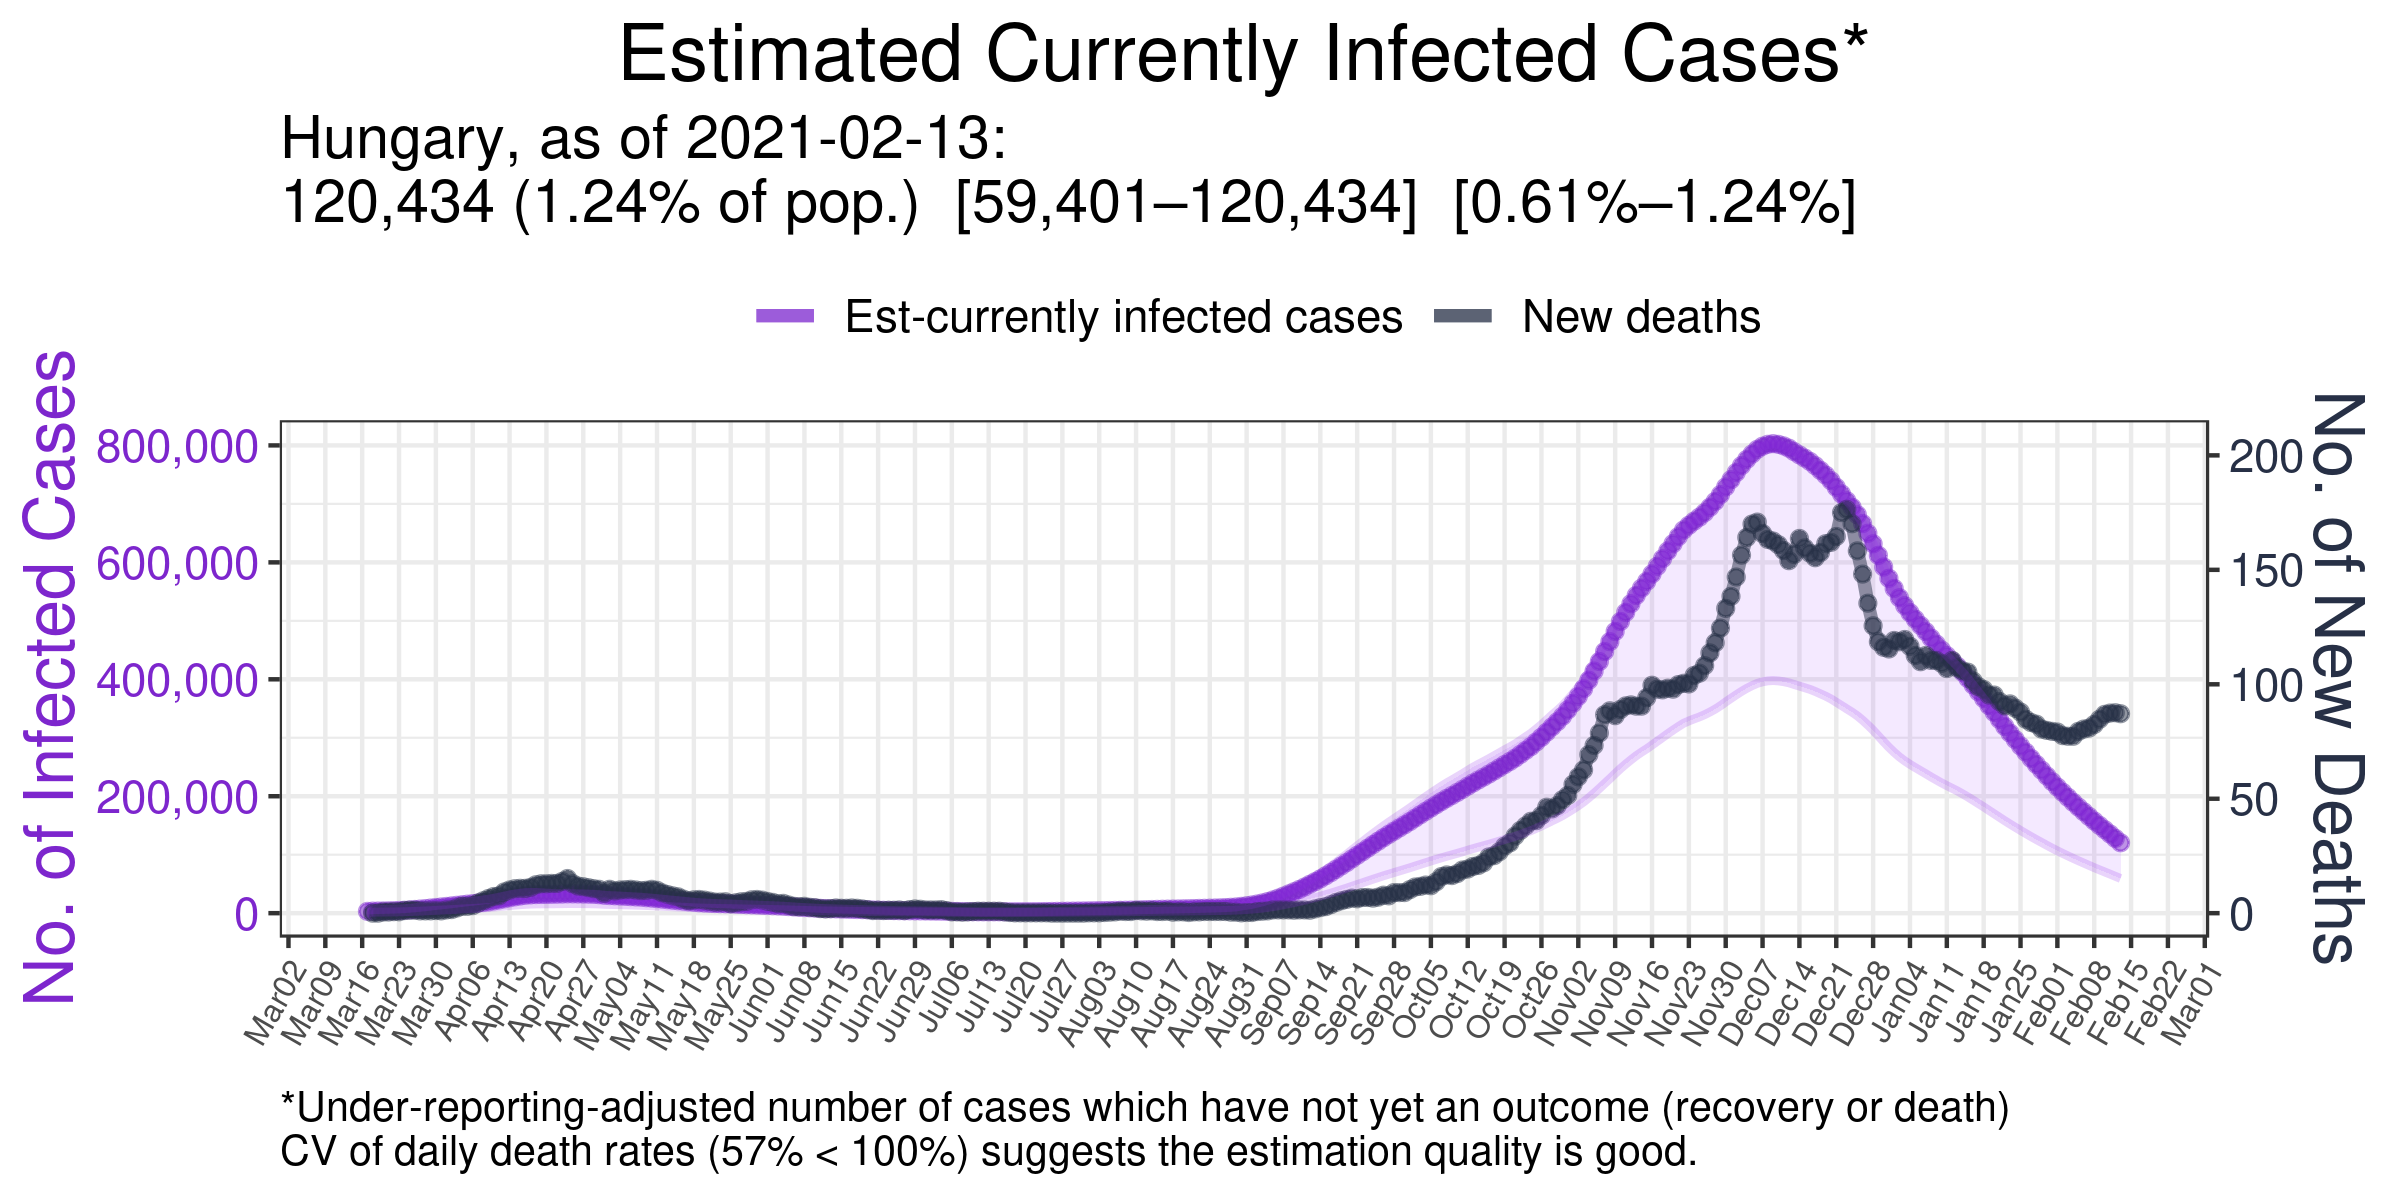 Estimated Currently Infected Cases*
Hungary, as of 2021-02-13:
120,434 (1.24% of pop.) [59,401–120,434] [0.61%–1.24%]
Est-currently infected cases
New deaths
No. of Infected Cases
800,000
600,000
400,000
200,000
0
200
150
100
50
0
No. of New Deaths
Mar02
Mar09
Mar16
Mar23
Mar30
Apr06
Apr13
Apr20
Apr27
May04
May11
May18
May25
Jun01
Jun08
Jun15
Jun22
Jun29
Jul06
Jul13
Jul20
Jul27
Aug03
Aug10
Aug17
Aug24
Aug31
Sep07
Sep14
Sep21
Sep28
Oct05
Oct12
Oct19
Oct26
Nov02
Nov09
Nov16
Nov23
Nov30
Dec07
Dec14
Dec21
Dec28
Jan04
Jan11
Jan18
Jan25
Feb01
Feb08
Feb15
Feb22
Mar01
*Under-reporting-adjusted number of cases which have not yet an outcome (recovery or death)
CV of daily death rates (57% < 100%) suggests the estimation quality is good.